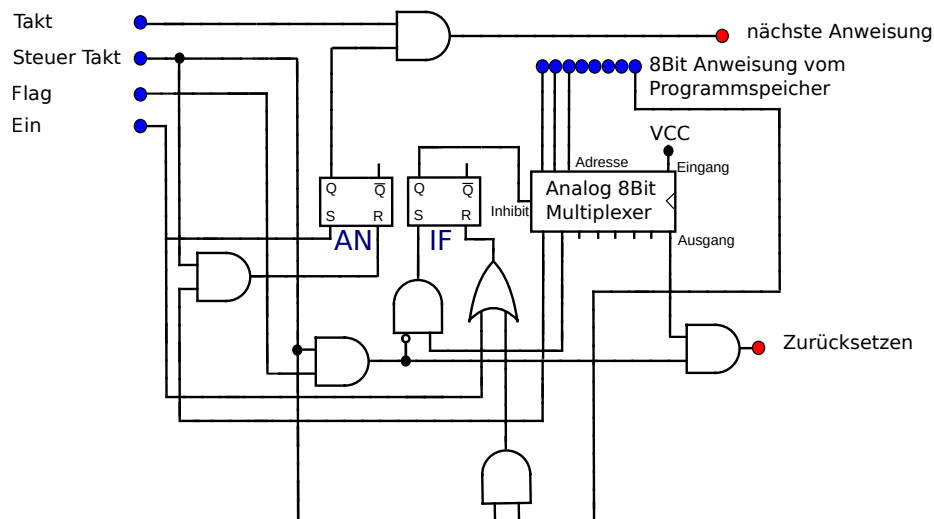 Takt
Steuer Takt
Flag
Ein
nächste Anweisung
8Bit Anweisung vom
Programmspeicher
VCC
Adresse
Eingang
Analog 8Bit
Multiplexer
Inhibit
Ausgang
Q Q
S R
AN
Q Q
S R
IF
Zurücksetzen